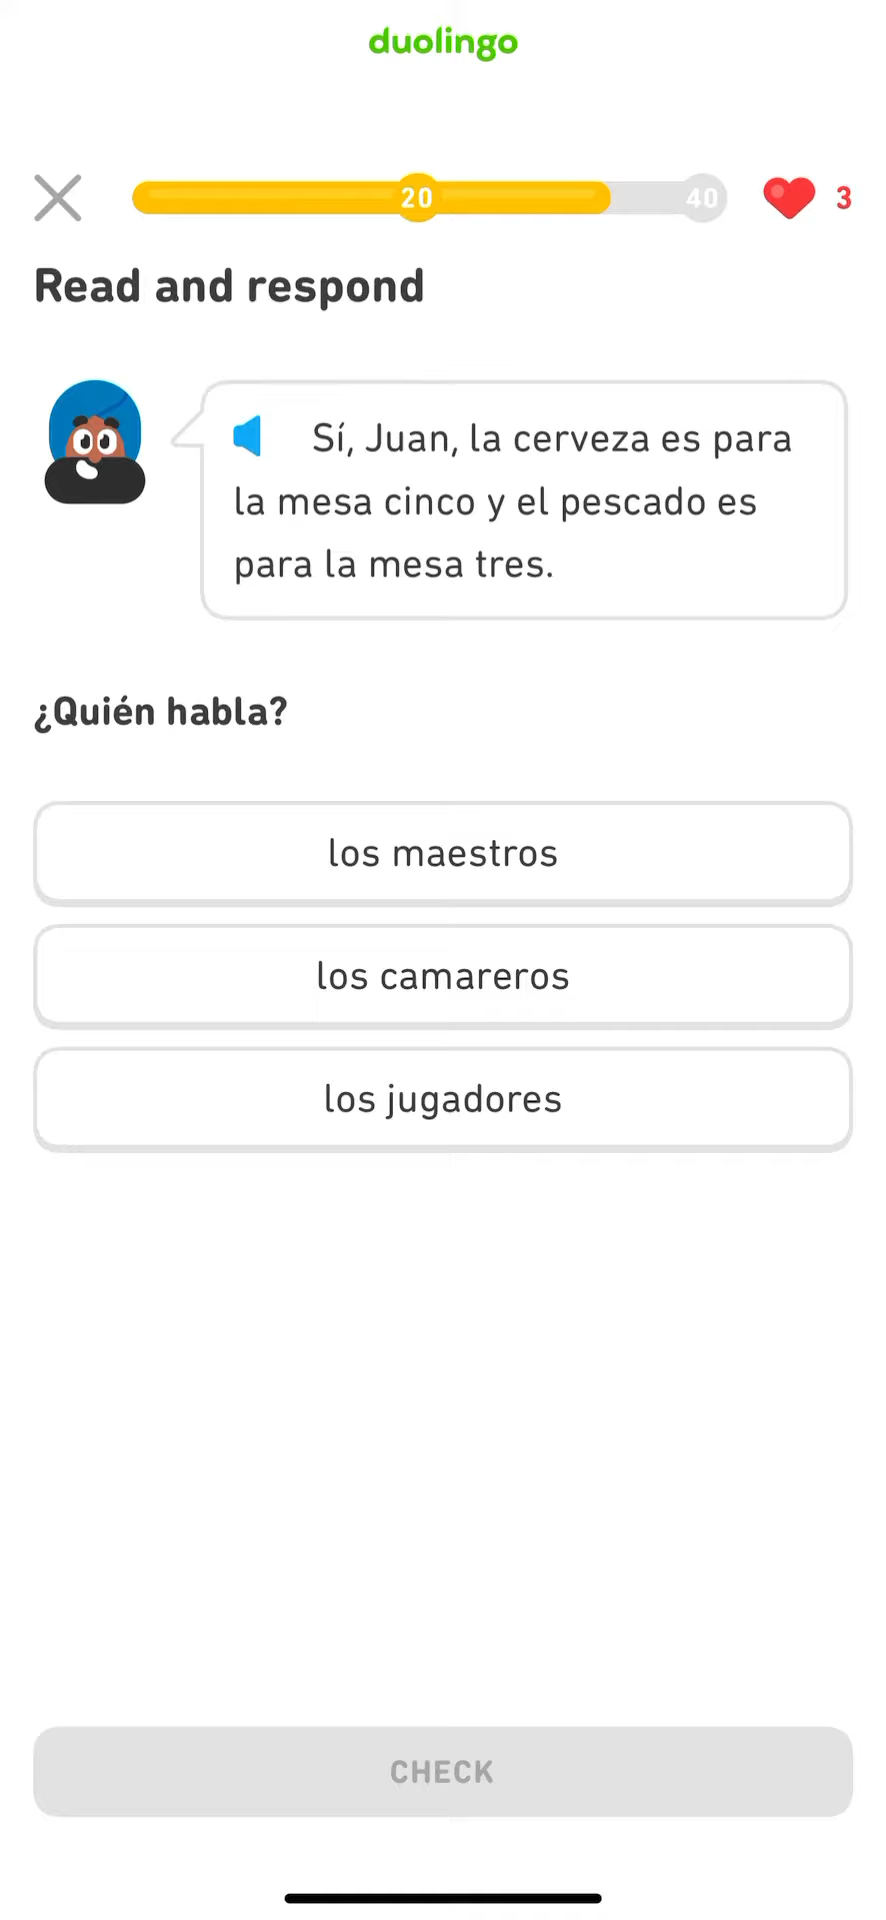 duolingo
20 40 3
Read and respond
Sí, Juan, la cerveza es para
la mesa cinco y el pescado es
para la mesa tres.
¿Quién habla?
los maestros
los camareros
los jugadores
CHECK